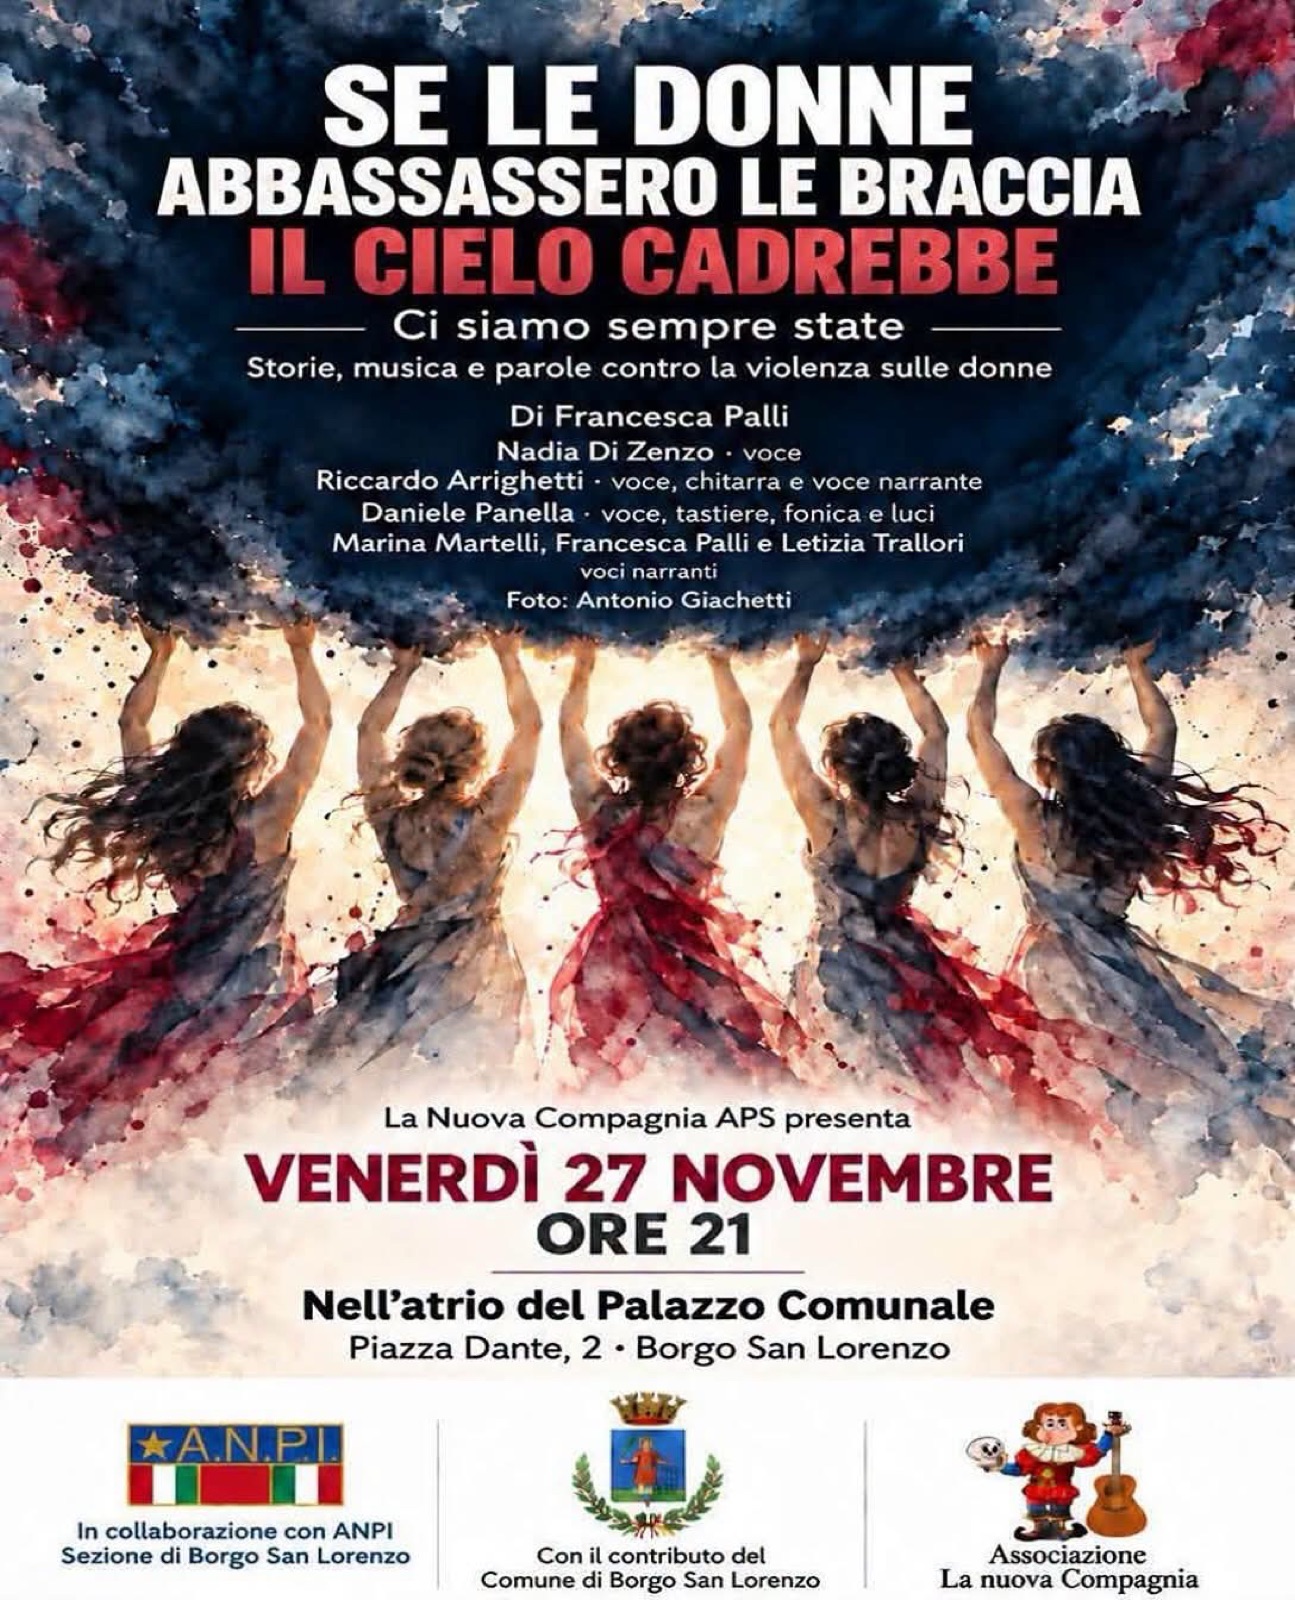 SE LE DONNE
ABBASSASSERO LE BRACCIA
IL CIELO CADREBBE
Ci siamo sempre state
Storie, musica e parole contro la violenza sulle donne
Di Francesca Palli
Nadia Di Zenzo · voce
Riccardo Arrighetti · voce, chitarra e voce narrante
Daniele Panella · voce, tastiere, fonica e luci
Marina Martelli, Francesca Palli e Letizia Trallori
voci narranti
Foto: Antonio Giachetti
La Nuova Compagnia APS presenta
VENERDÌ 27 NOVEMBRE
ORE 21
Nell'atrio del Palazzo Comunale
Piazza Dante, 2 • Borgo San Lorenzo
A.N.P.I.
In collaborazione con ANPI
Sezione di Borgo San Lorenzo
Con il contributo del
Comune di Borgo San Lorenzo
Associazione
La nuova Compagnia